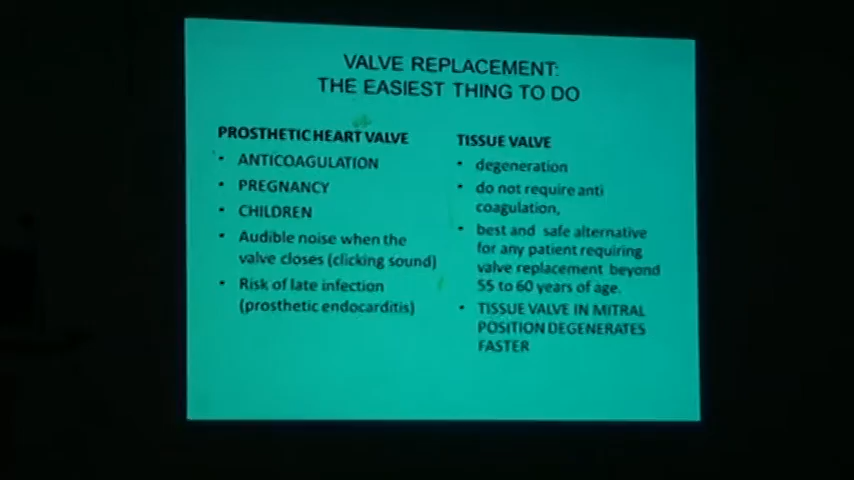 VALVE REPLACEMENT:
THE EASIEST THING TO DO
PROSTHETIC HEART VALVE
• ANTICOAGULATION
• PREGNANCY
• CHILDREN
• Audible noise when the
valve closes (clicking sound)
• Risk of late infection
(prosthetic endocarditis)
TISSUE VALVE
• degeneration
• do not require anti
coagulation,
• best and safe alternative
for any patient requiring
valve replacement beyond
55 to 60 years of age.
• TISSUE VALVE IN MITRAL
POSITION DEGENERATES
FASTER